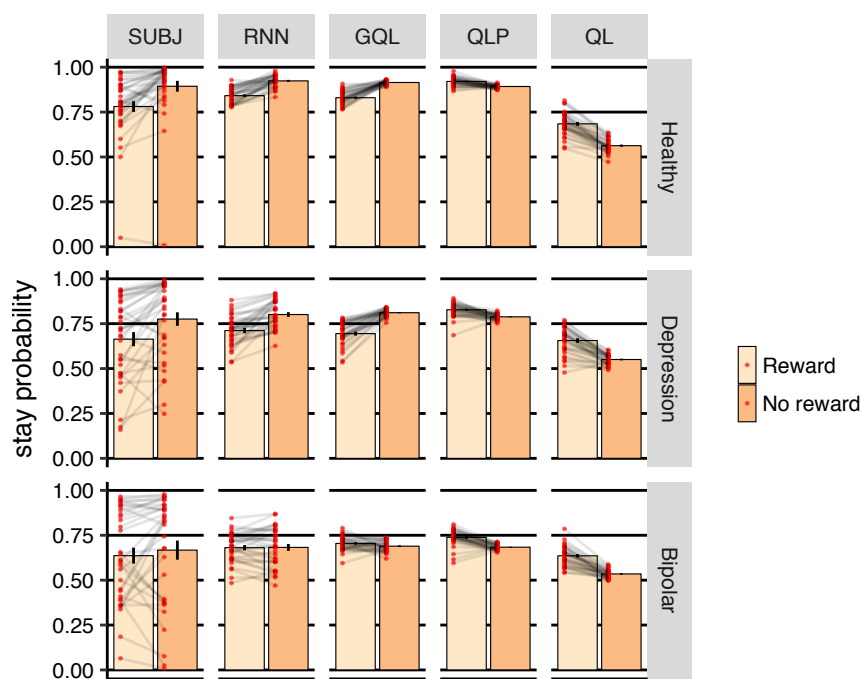 SUBJ RNN GQL QLP QL
1.00
0.75
0.50
0.25
0.00
Healthy
1.00
0.75
0.50
0.25
0.00
Depression
1.00
0.75
0.50
0.25
0.00
Bipolar
stay probability
Reward
No reward